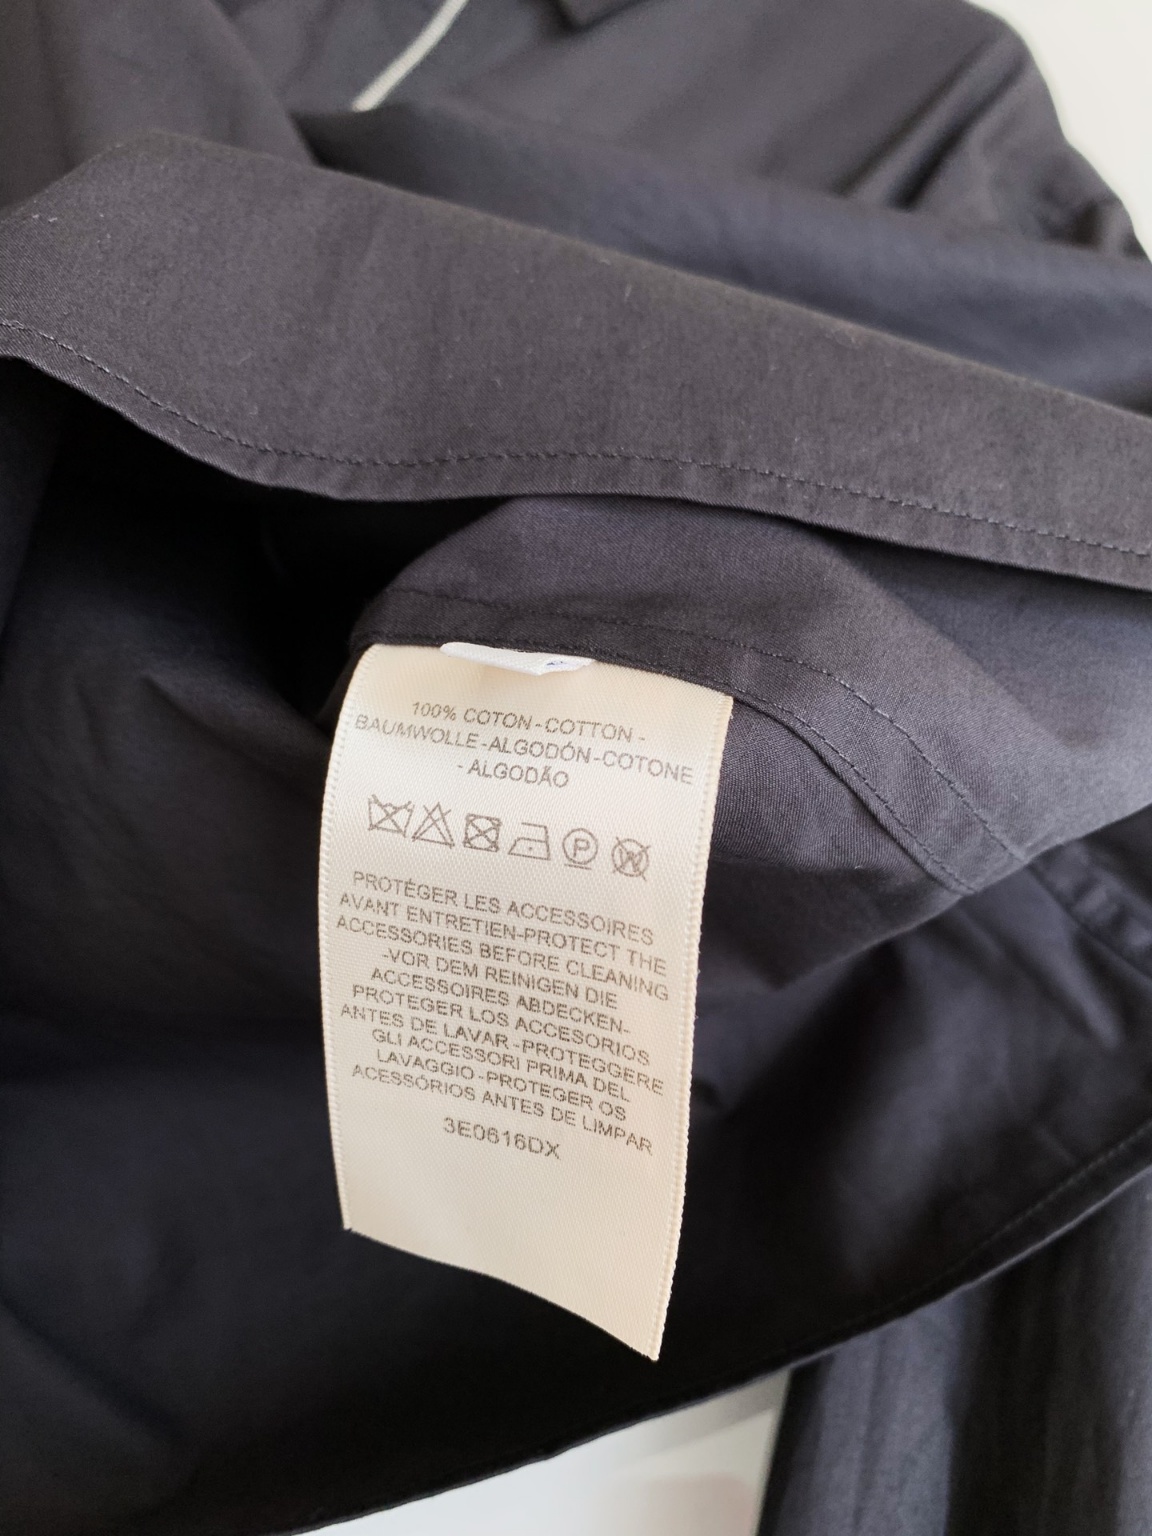 100% COTON-COTTON-
BAUMWOLLE-ALGODÓN-COTONE
-ALGODÃO
P W
PROTÉGER LES ACCESSOIRES
AVANT ENTRETIEN-PROTECT THE
ACCESSORIES BEFORE CLEANING
-VOR DEM REINIGEN DIE
ACCESSOIRES ABDECKEN-
PROTEGER LOS ACCESORIOS
ANTES DE LAVAR-PROTEGGERE
GLI ACCESSORI PRIMA DEL
LAVAGGIO-PROTEGER OS
ACESSÓRIOS ANTES DE LIMPAR
3E0616DX